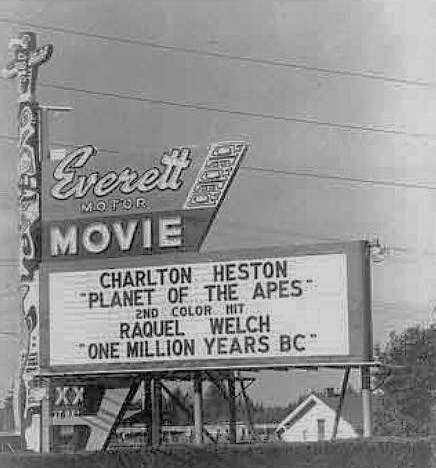 Everett
MOTOR
MOVIE
CHARLTON HESTON
"PLANET OF THE APES"
2ND COLOR HIT
RAQUEL WELCH
"ONE MILLION YEARS BC"